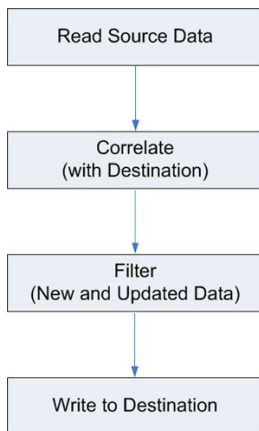 Read Source Data
Correlate
(with Destination)
Filter
(New and Updated Data)
Write to Destination